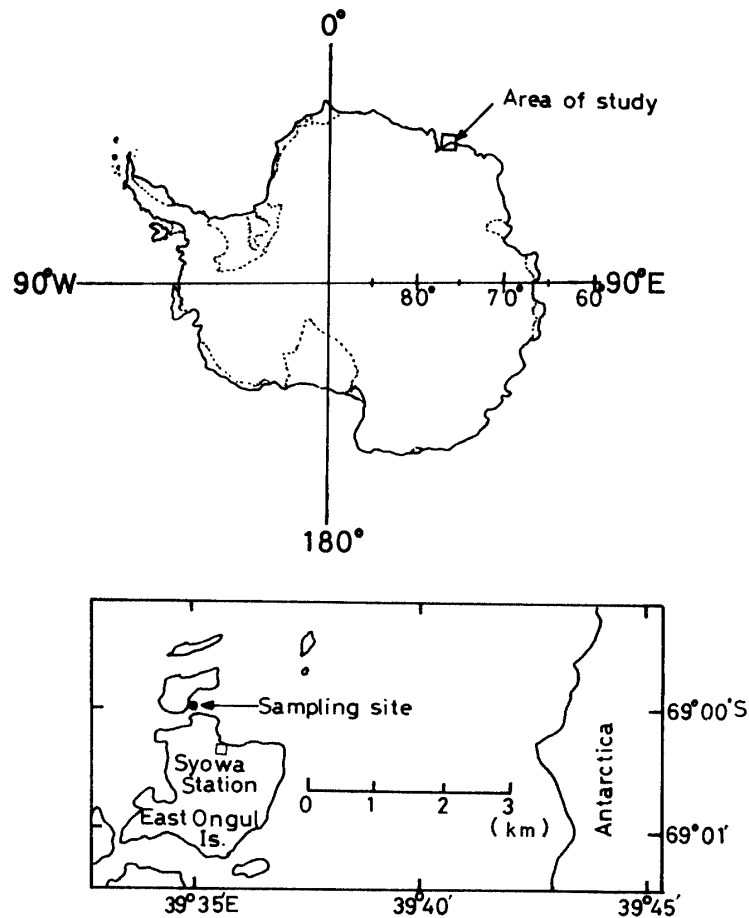 0°
Area of study
90°W
80° 70° 60°
90°E
180°
Sampling site
69°00'S
Syowa
Station
East Ongul
Is.
0 1 2 3
(km)
Antarctica
69°01'
39°35'E 39°40' 39°45'